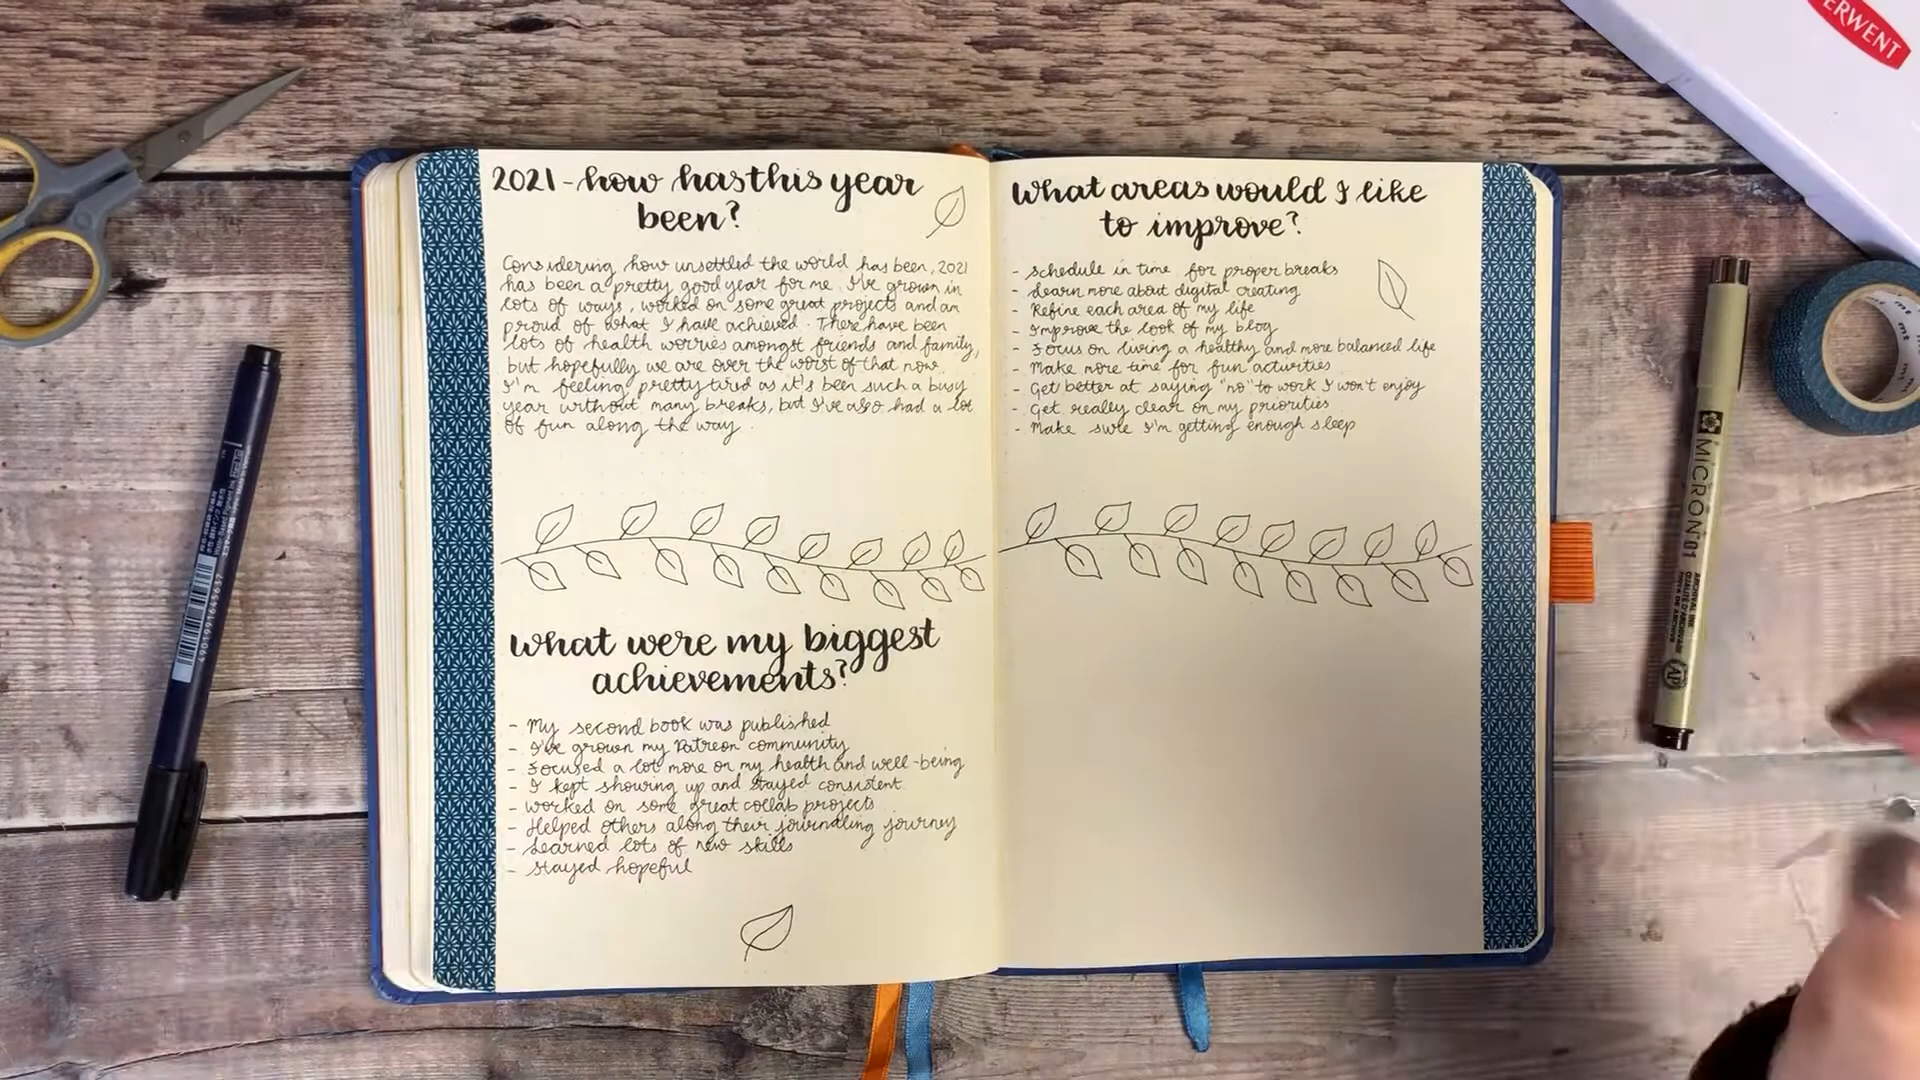 2021 - how has this year
been?
Considering how unsettled the world has been, 2021
has been a pretty good year for me. I've grown in
lots of ways, worked on some great projects and am
proud of what I have achieved. There have been
lots of health worries amongst friends and family,
but hopefully we are over the worst of that now.
I'm feeling pretty tired as it's been such a busy
year without many breaks, but I've also had a lot
of fun along the way.
What were my biggest
achievements?
- My second book was published
- I've grown my Patreon community
- Focused a lot more on my health and well-being
- I kept showing up and stayed consistent
- Worked on some great collab projects
- Helped others along their journaling journey
- Learned lots of new skills
- Stayed hopeful
What areas would I like
to improve?
- Schedule in time for proper breaks
- Learn more about digital creating
- Refine each area of my life
- Improve the look of my blog
- Focus on living a healthy and more balanced life
- Make more time for fun activities
- Get better at saying "no" to work I won't enjoy
- Get really clear on my priorities
- Make sure I'm getting enough sleep
ERWENT
MICRON 01
ARCHIVAL INK
4901991645637
mt